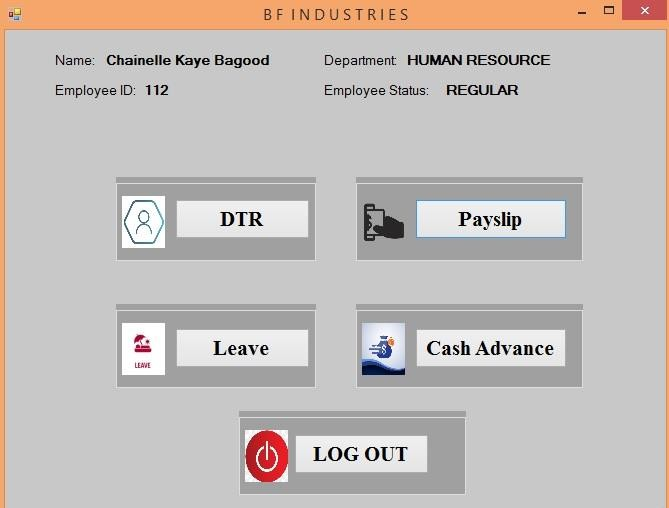 BF INDUSTRIES
Name: Chainelle Kaye Bagood Department: HUMAN RESOURCE
Employee ID: 112 Employee Status: REGULAR
DTR Payslip
$
Leave Cash Advance
LEAVE
LOG OUT